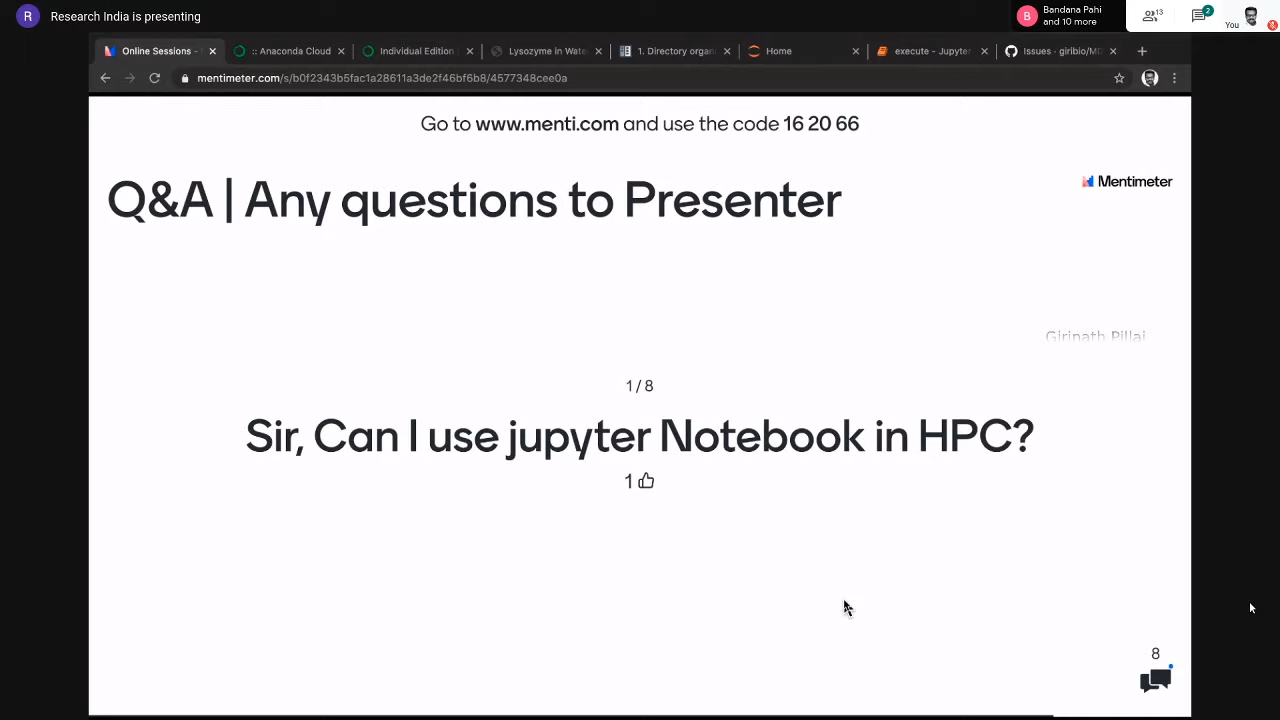 R Research India is presenting
B Bandana Pahi
and 10 more
13
2
You
Online Sessions -
:: Anaconda Cloud
Individual Edition
Lysozyme in Wate
1. Directory organ
Home
execute - Jupyter
Issues · giribio/MD
mentimeter.com/s/b0f2343b5fac1a28611a3de2f46bf6b8/4577348cee0a
Go to www.menti.com and use the code 16 20 66
Q&A | Any questions to Presenter
Mentimeter
Girinath Pillai
1 / 8
Sir, Can I use jupyter Notebook in HPC?
1
8